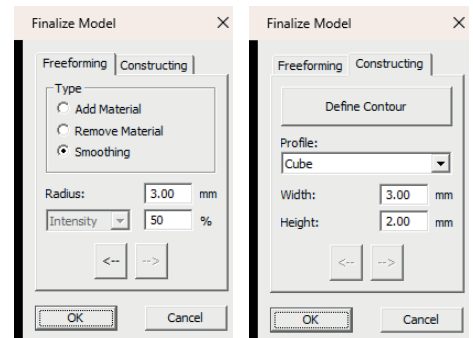 Finalize Model
Freeforming Constructing
Type
Add Material
Remove Material
Smoothing
Radius: 3.00 mm
Intensity 50 %
<-- -->
OK Cancel
Finalize Model
Freeforming Constructing
Define Contour
Profile:
Cube
Width: 3.00 mm
Height: 2.00 mm
<-- -->
OK Cancel